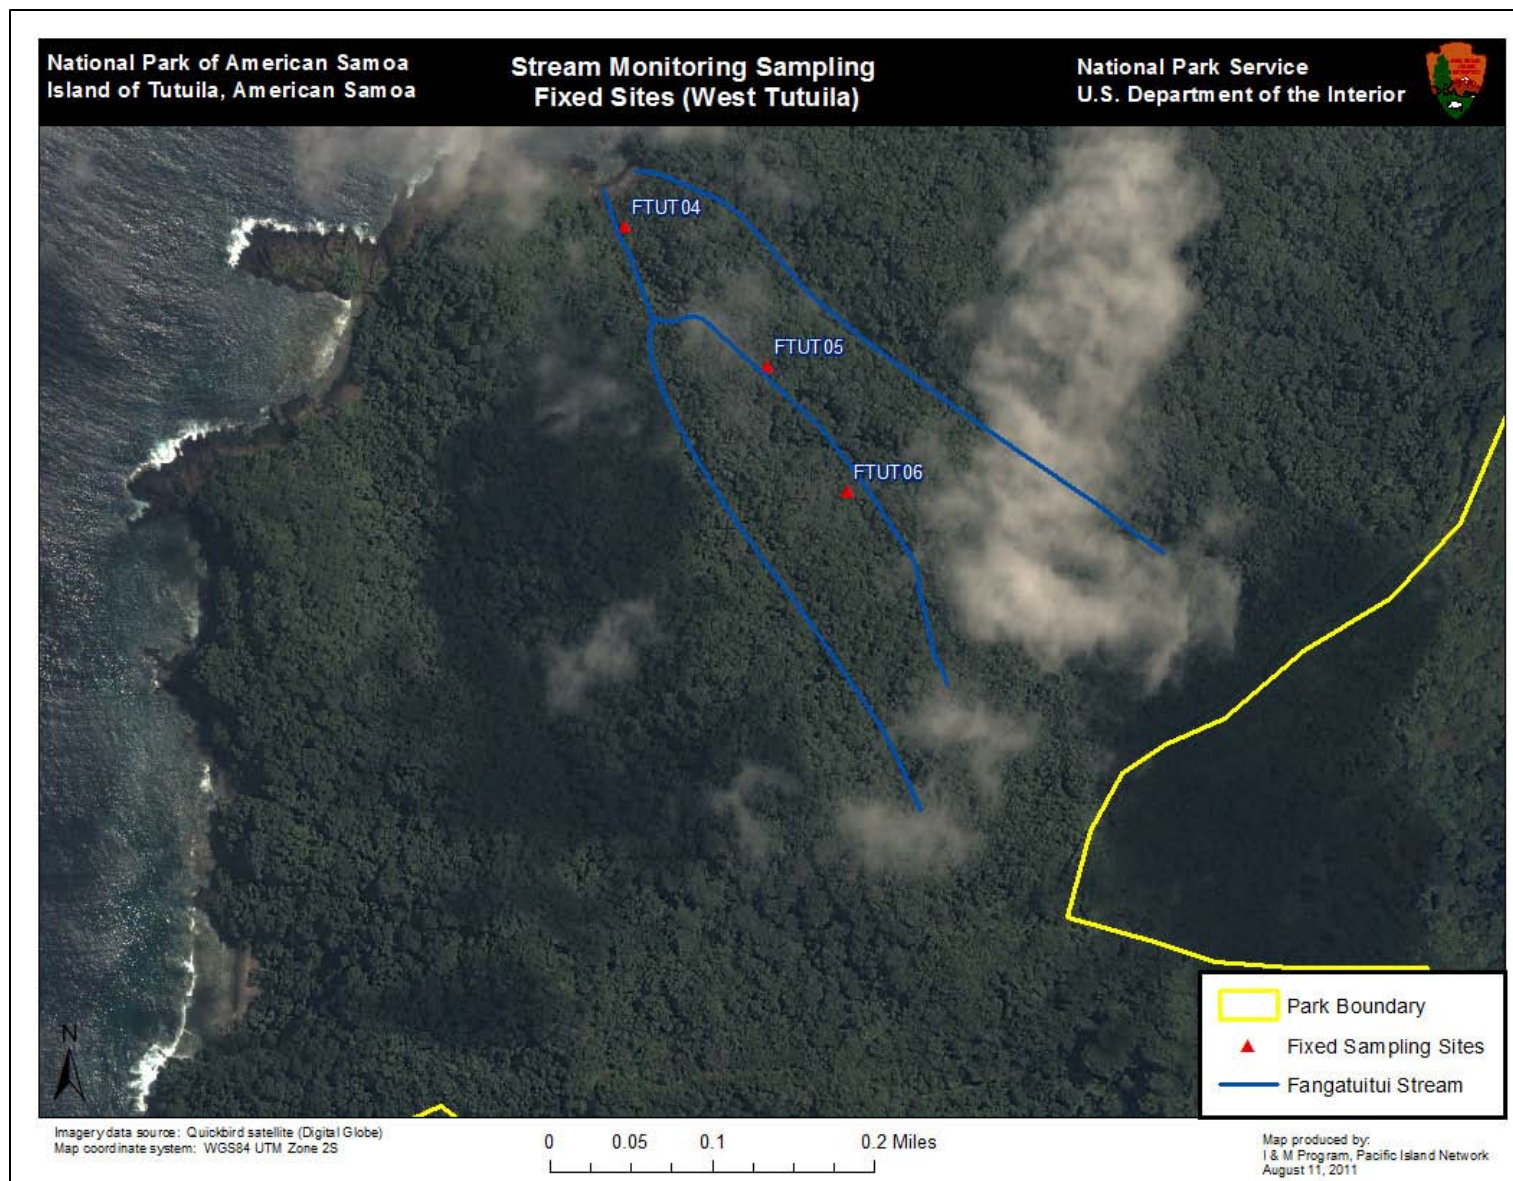 National Park of American Samoa
Island of Tutuila, American Samoa
Stream Monitoring Sampling
Fixed Sites (West Tutuila)
National Park Service
U.S. Department of the Interior
FTUT04
FTUT05
FTUT06
N
Park Boundary
Fixed Sampling Sites
Fangatuitui Stream
Imagery data source: Quickbird satellite (Digital Globe)
Map coordinate system: WGS84 UTM Zone 2S
0 0.05 0.1 0.2 Miles
Map produced by:
I & M Program, Pacific Island Network
August 11, 2011